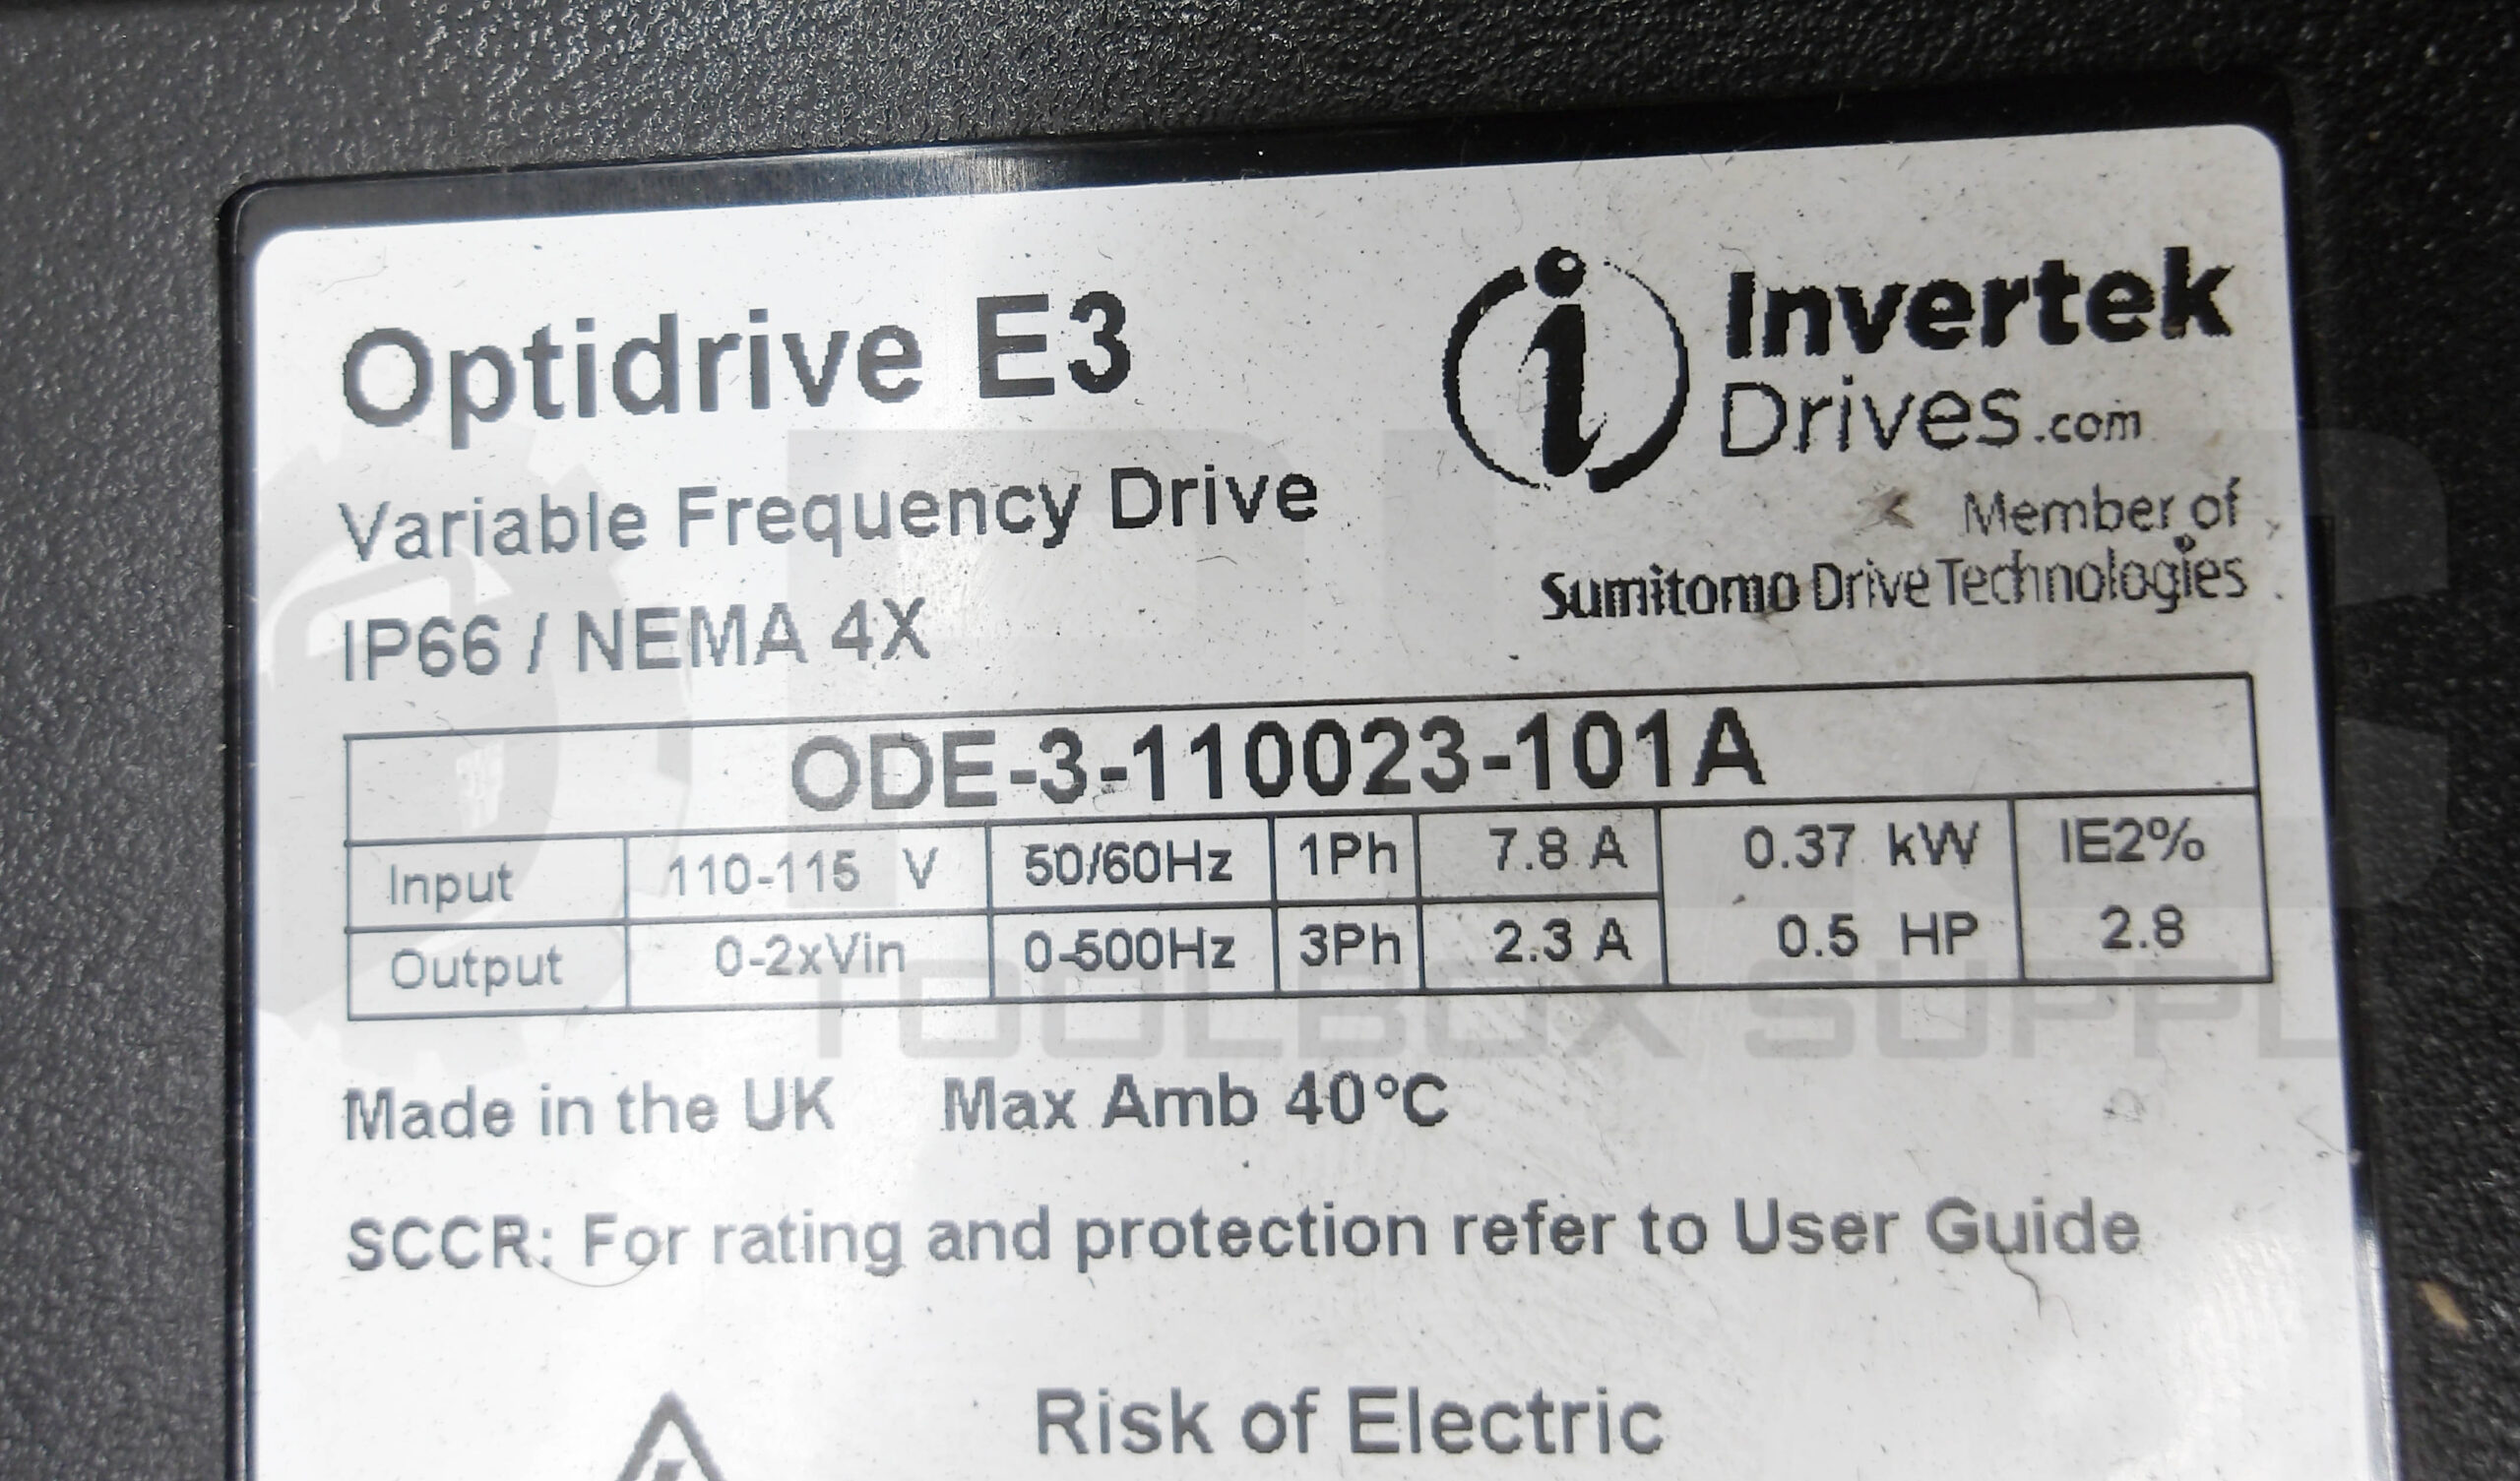 Optidrive E3
Invertek
Drives.com
Variable Frequency Drive
Member of
Sumitomo Drive Technologies
IP66 / NEMA 4X
ODE-3-110023-101A
Input 110-115 V 50/60Hz 1Ph 7.8 A 0.37 kW IE2%
Output 0-2xVin 0-500Hz 3Ph 2.3 A 0.5 HP 2.8
TOOLBOX SUPPL
Made in the UK Max Amb 40°C
SCCR: For rating and protection refer to User Guide
Risk of Electric